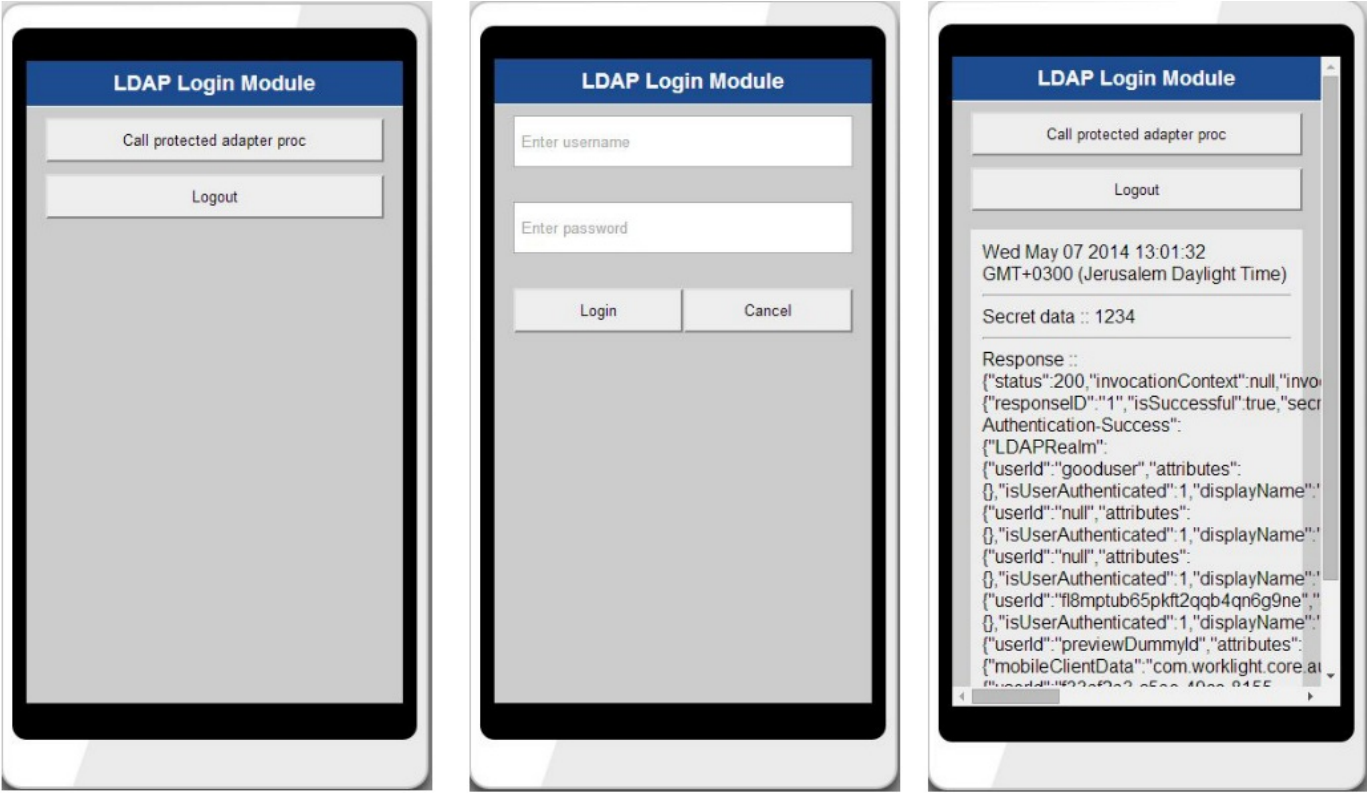 LDAP Login Module
Call protected adapter proc
Logout
LDAP Login Module
Enter username
Enter password
Login Cancel
LDAP Login Module
Call protected adapter proc
Logout
Wed May 07 2014 13:01:32
GMT+0300 (Jerusalem Daylight Time)
Secret data :: 1234
Response ::
{"status":200,"invocationContext":null,"invo
{"responseID":"1","isSuccessful":true,"secr
Authentication-Success":
{"LDAPRealm":
{"userId":"gooduser","attributes":
{},"isUserAuthenticated":1,"displayName":"
{"userId":"null","attributes":
{},"isUserAuthenticated":1,"displayName":"
{"userId":"null","attributes":
{},"isUserAuthenticated":1,"displayName":"
{"userId":"fl8mptub65pkft2qqb4qn6g9ne","
{},"isUserAuthenticated":1,"displayName":"
{"userId":"previewDummyId","attributes":
{"mobileClientData":"com.worklight.core.au